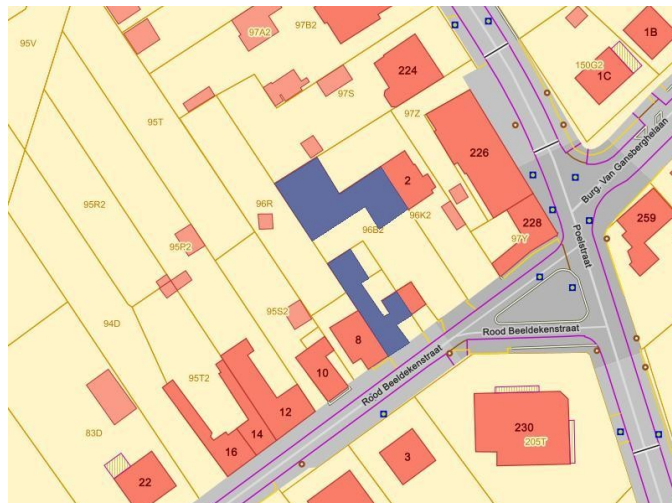 95V
97A2
97B2
1B
150G2
1C
224
97S
95T
97Z
Burg. Van Gansberghelaan
226
2
96R
96K2
95R2
228
259
96B2
97Y
Poelstraat
95P2
95S2
94D
Rood Beeldekenstraat
8
Rood Beeldekenstraat
10
95T2
12
83D
14
230
16
205T
3
22